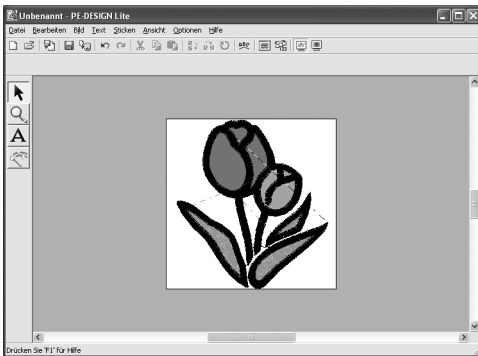 Unbenannt - PE-DESIGN Lite
Datei Bearbeiten Bild Text Sticken Ansicht Optionen Hilfe
A
Drücken Sie 'F1' für Hilfe